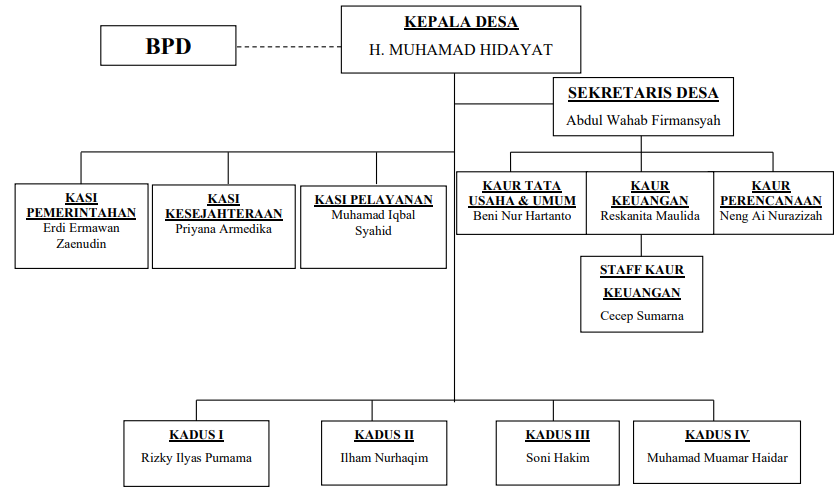 KEPALA DESA
H. MUHAMAD HIDAYAT
BPD
SEKRETARIS DESA
Abdul Wahab Firmansyah
KASI
PEMERINTAHAN
Erdi Ermawan
Zaenudin
KASI
KESEJAHTERAAN
Priyana Armedika
KASI PELAYANAN
Muhamad Iqbal
Syahid
KAUR TATA
USAHA & UMUM
Beni Nur Hartanto
KAUR
KEUANGAN
Reskanita Maulida
KAUR
PERENCANAAN
Neng Ai Nurazizah
STAFF KAUR
KEUANGAN
Cecep Sumarna
KADUS I
Rizky Ilyas Purnama
KADUS II
Ilham Nurhaqim
KADUS III
Soni Hakim
KADUS IV
Muhamad Muamar Haidar